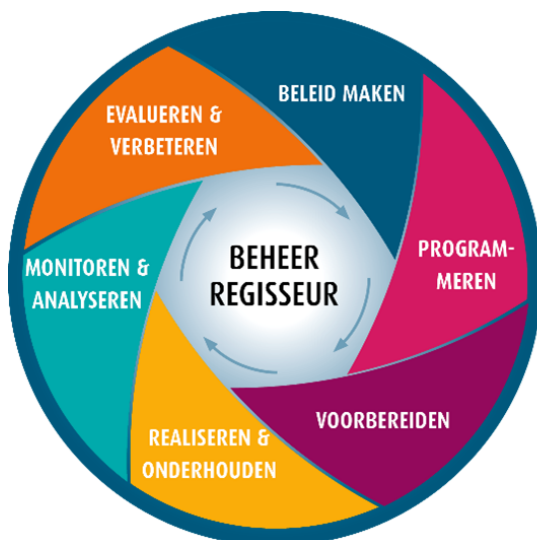 BELEID MAKEN
PROGRAM-
MEREN
VOORBEREIDEN
REALISEREN &
ONDERHOUDEN
MONITOREN &
ANALYSEREN
EVALUEREN &
VERBETEREN
BEHEER
REGISSEUR